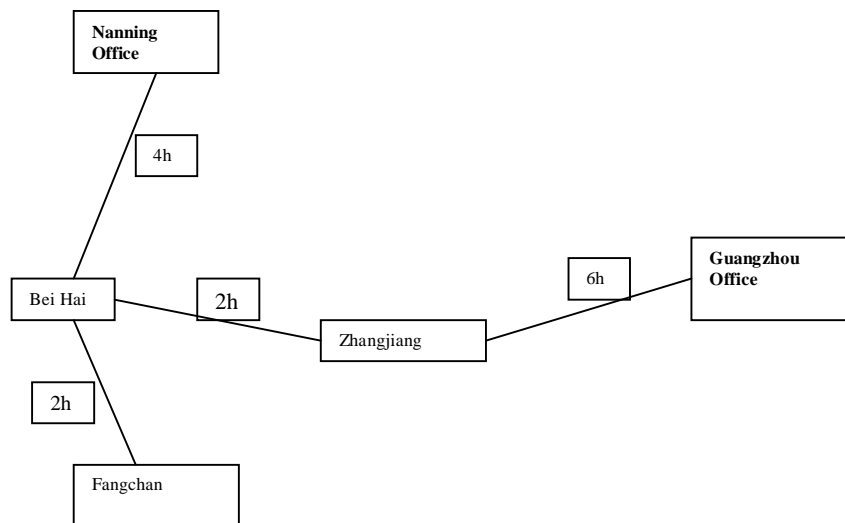 Nanning
Office
4h
Guangzhou
Office
6h
Bei Hai
2h
Zhangjiang
2h
Fangchan